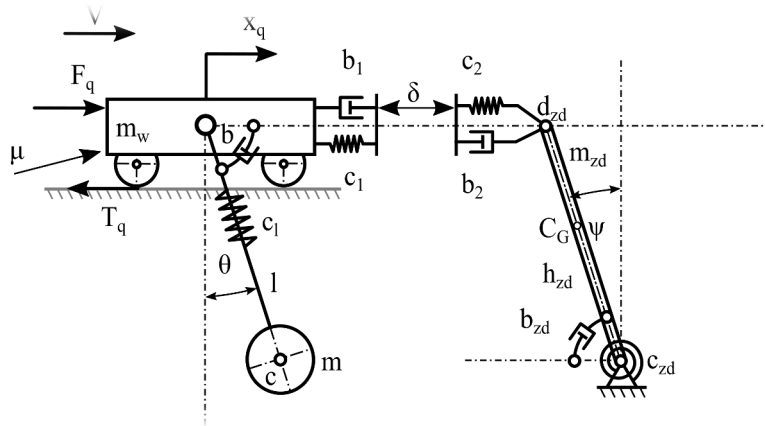 V
x_q
F_q
b_1
c_2
δ
d_zd
m_w
b
m_zd
μ
c_1
b_2
T_q
c_l
C_G
ψ
θ
l
h_zd
b_zd
c
m
c_zd